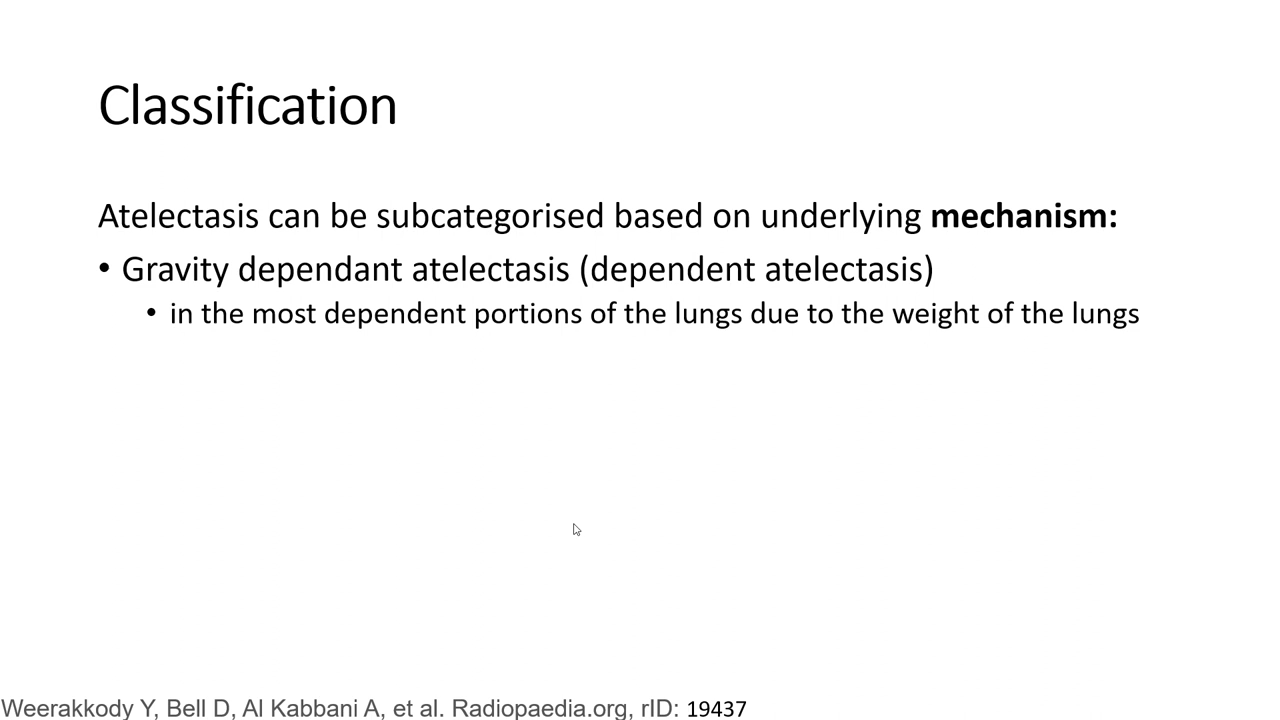 Classification
Atelectasis can be subcategorised based on underlying mechanism:
• Gravity dependant atelectasis (dependent atelectasis)
• in the most dependent portions of the lungs due to the weight of the lungs
Weerakkody Y, Bell D, Al Kabbani A, et al. Radiopaedia.org, rID: 19437